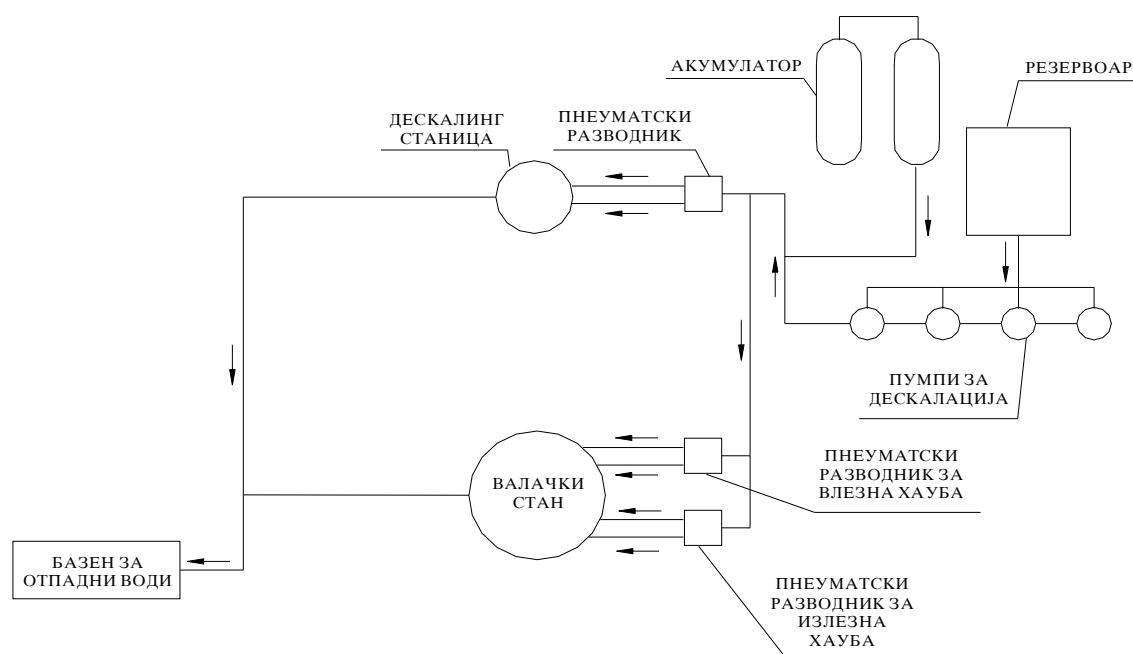 АКУМУЛАТОР
РЕЗЕРВОАР
ДЕСКАЛИНГ
СТАНИЦА
ПНЕУМАТСКИ
РАЗВОДНИК
ПУМПИ ЗА
ДЕСКАЛАЦИЈА
ПНЕУМАТСКИ
РАЗВОДНИК ЗА
ВЛЕЗНА ХАУБА
ВАЛАЧКИ
СТАН
БАЗЕН ЗА
ОТПАДНИ ВОДИ
ПНЕУМАТСКИ
РАЗВОДНИК ЗА
ИЗЛЕЗНА
ХАУБА